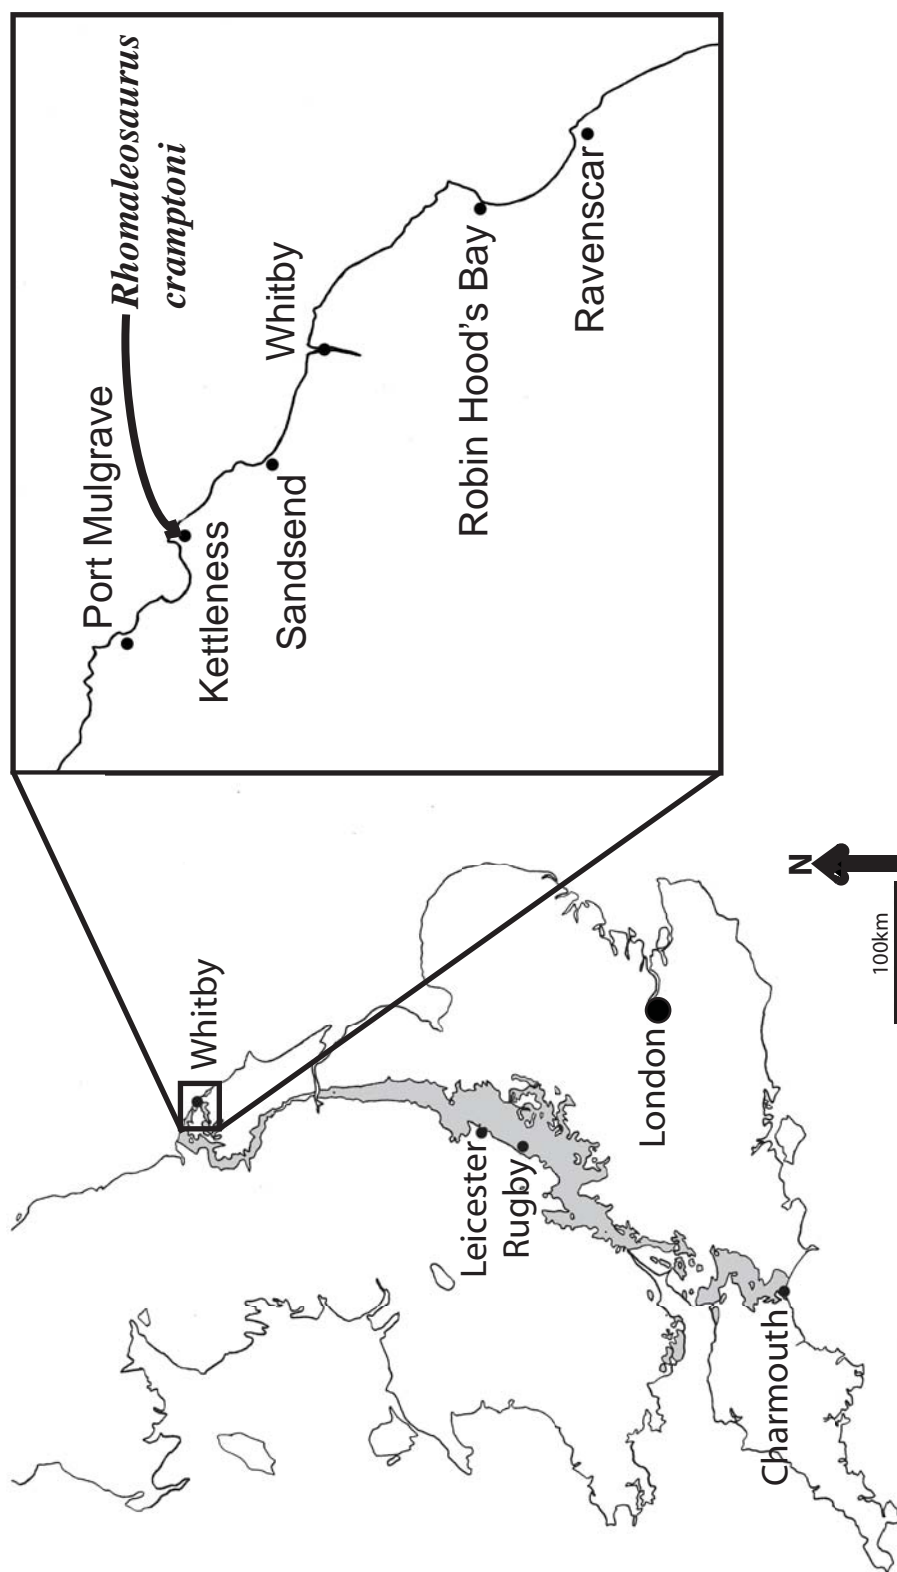 Rhomaleosaurus
cramptoni
Port Mulgrave
Kettleness
Sandsend
Whitby
Robin Hood's Bay
Ravenscar
Whitby
Leicester
Rugby
London
Charmouth
N
100km